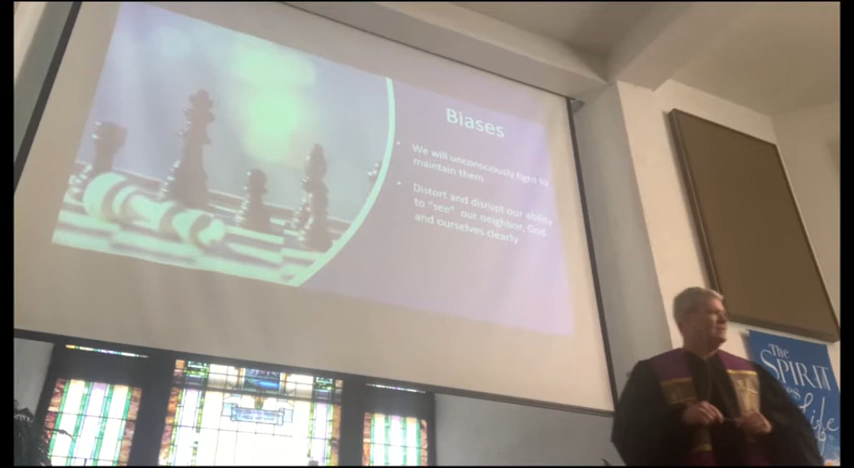 Biases
• We will unconsciously fight to
maintain them
• Distort and disrupt our ability
to "see" our neighbor, God
and ourselves clearly
The
SPIRIT
Life